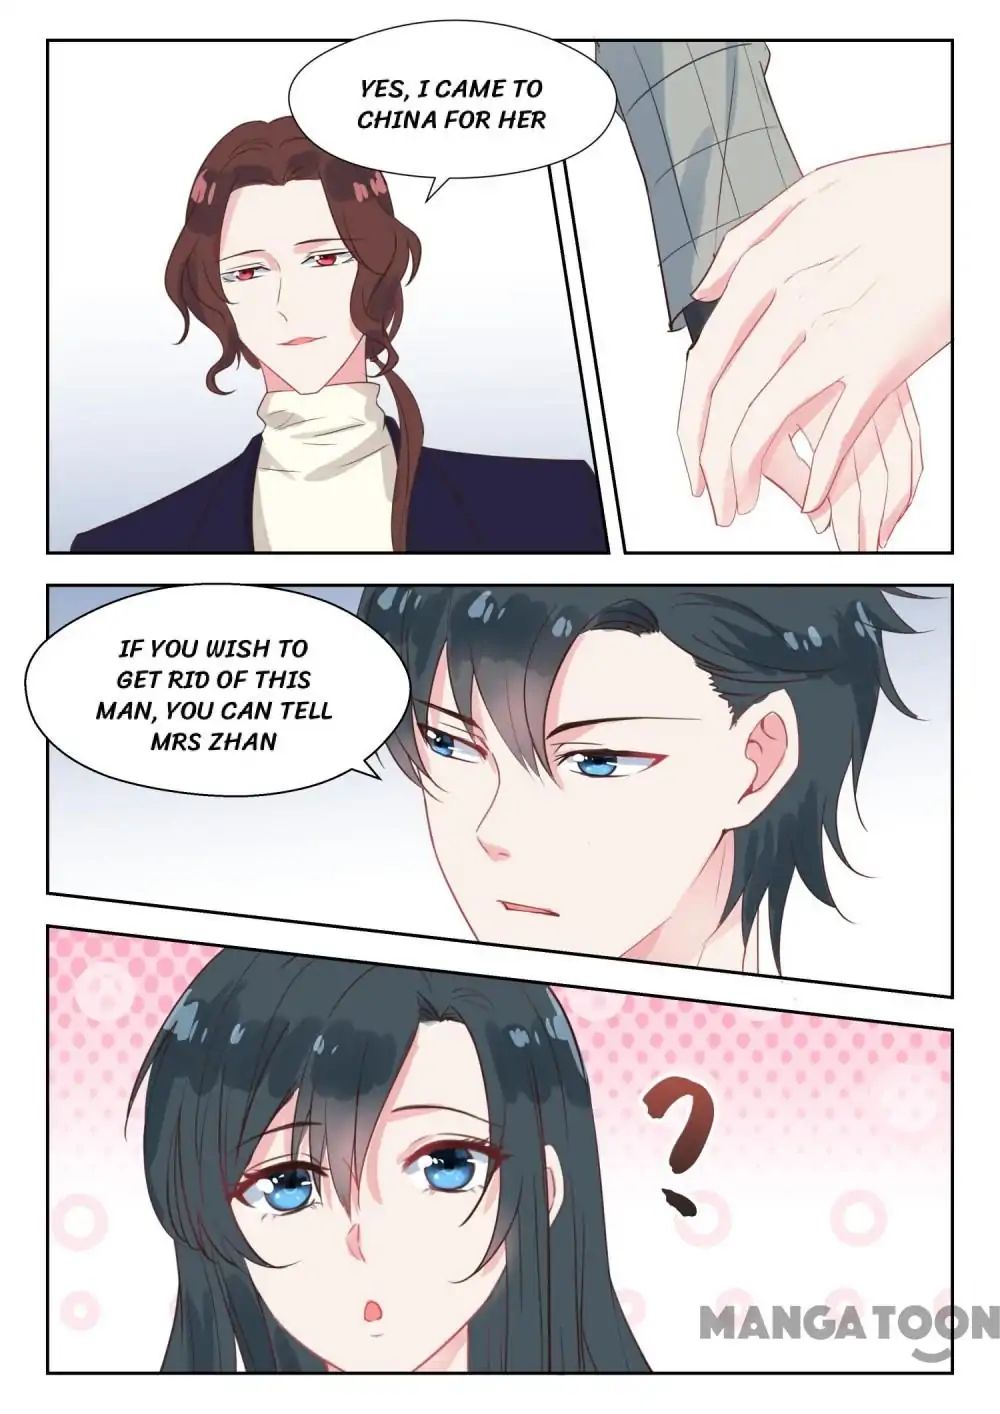 YES, I CAME TO
CHINA FOR HER
IF YOU WISH TO
GET RID OF THIS
MAN, YOU CAN TELL
MRS ZHAN
?
MANGATOON